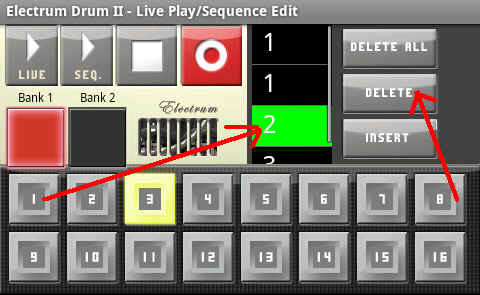 Electrum Drum II - Live Play/Sequence Edit
LIVE
SEQ.
Bank 1
Bank 2
Electrum
1
1
2
3
DELETE ALL
DELETE
INSERT
1 2 3 4 5 6 7 8
9 10 11 12 13 14 15 16